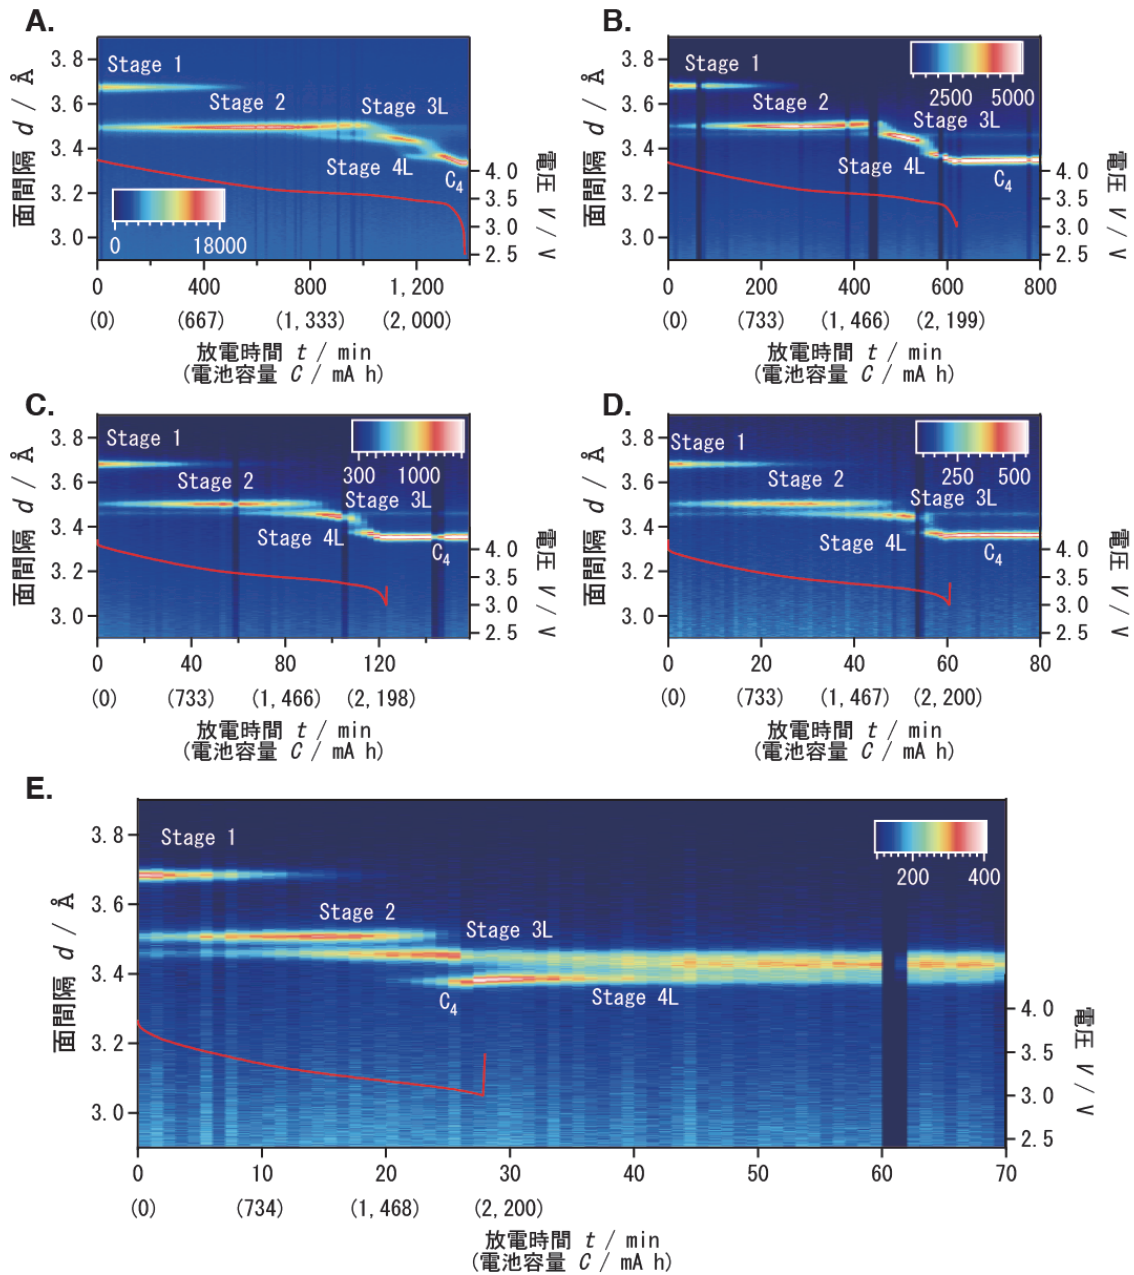 A.
3.8
3.6
3.4
3.2
3.0
面間隔 d / Å
Stage 1
Stage 2
Stage 3L
Stage 4L
C4
0
18000
4.0
3.5
3.0
2.5
電圧 V / V
0 400 800 1,200
(0) (667) (1,333) (2,000)
放電時間 t / min
(電池容量 C / mA h)
B.
3.8
3.6
3.4
3.2
3.0
面間隔 d / Å
Stage 1
2500 5000
Stage 2
Stage 3L
Stage 4L
C4
4.0
3.5
3.0
2.5
電圧 V / V
0 200 400 600 800
(0) (733) (1,466) (2,199)
放電時間 t / min
(電池容量 C / mA h)
C.
3.8
3.6
3.4
3.2
3.0
面間隔 d / Å
Stage 1
300 1000
Stage 2
Stage 3L
Stage 4L
C4
4.0
3.5
3.0
2.5
電圧 V / V
0 40 80 120
(0) (733) (1,466) (2,198)
放電時間 t / min
(電池容量 C / mA h)
D.
3.8
3.6
3.4
3.2
3.0
面間隔 d / Å
Stage 1
250 500
Stage 2
Stage 3L
Stage 4L
C4
4.0
3.5
3.0
2.5
電圧 V / V
0 20 40 60 80
(0) (733) (1,467) (2,200)
放電時間 t / min
(電池容量 C / mA h)
E.
3.8
3.6
3.4
3.2
3.0
面間隔 d / Å
Stage 1
200 400
Stage 2
Stage 3L
C4
Stage 4L
4.0
3.5
3.0
2.5
電圧 V / V
0 10 20 30 40 50 60 70
(0) (734) (1,468) (2,200)
放電時間 t / min
(電池容量 C / mA h)